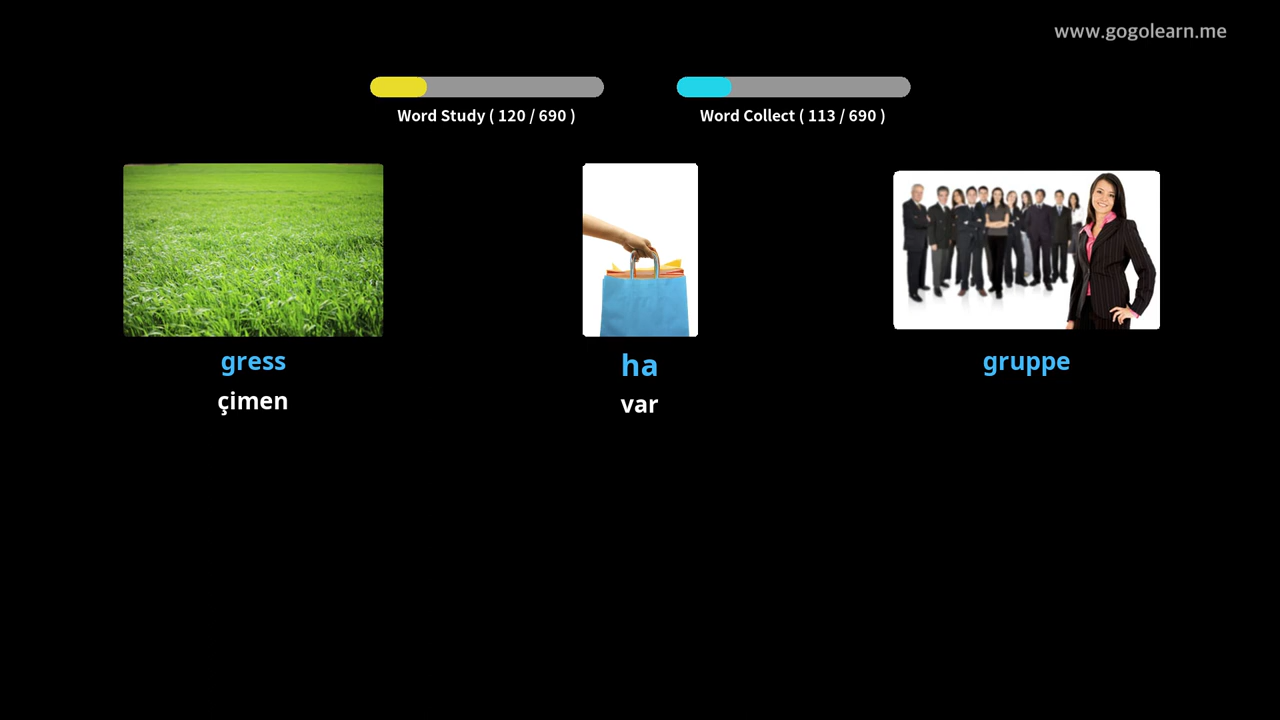 www.gogolearn.me
Word Study ( 120 / 690 )
Word Collect ( 113 / 690 )
gress
çimen
ha
var
gruppe